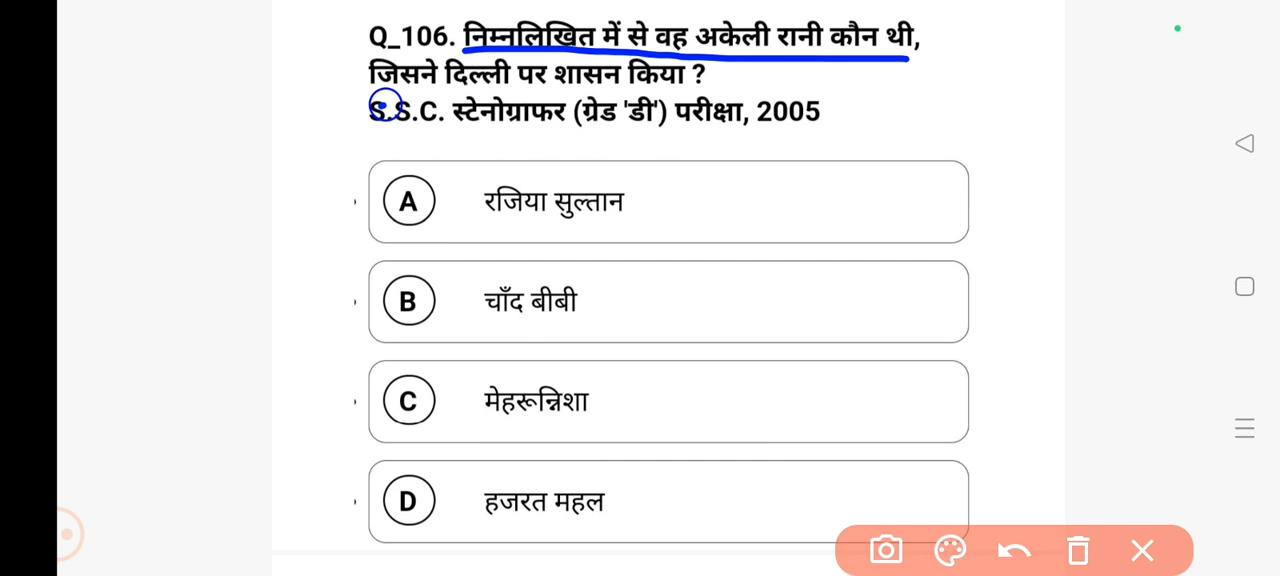 Q_106. निम्नलिखित में से वह अकेली रानी कौन थी,
जिसने दिल्ली पर शासन किया ?
S.S.C. स्टेनोग्राफर (ग्रेड 'डी') परीक्षा, 2005
A रजिया सुल्तान
B चाँद बीबी
C मेहरून्निशा
D हजरत महल